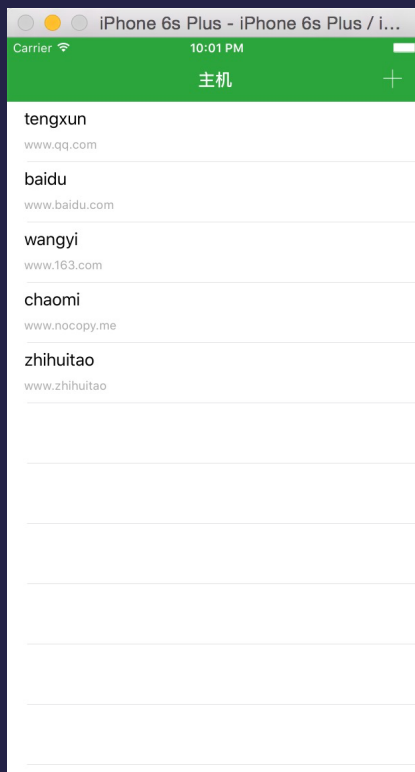 iPhone 6s Plus - iPhone 6s Plus / i...
Carrier 10:01 PM
主机
tengxun
www.qq.com
baidu
www.baidu.com
wangyi
www.163.com
chaomi
www.nocopy.me
zhihuitao
www.zhihuitao